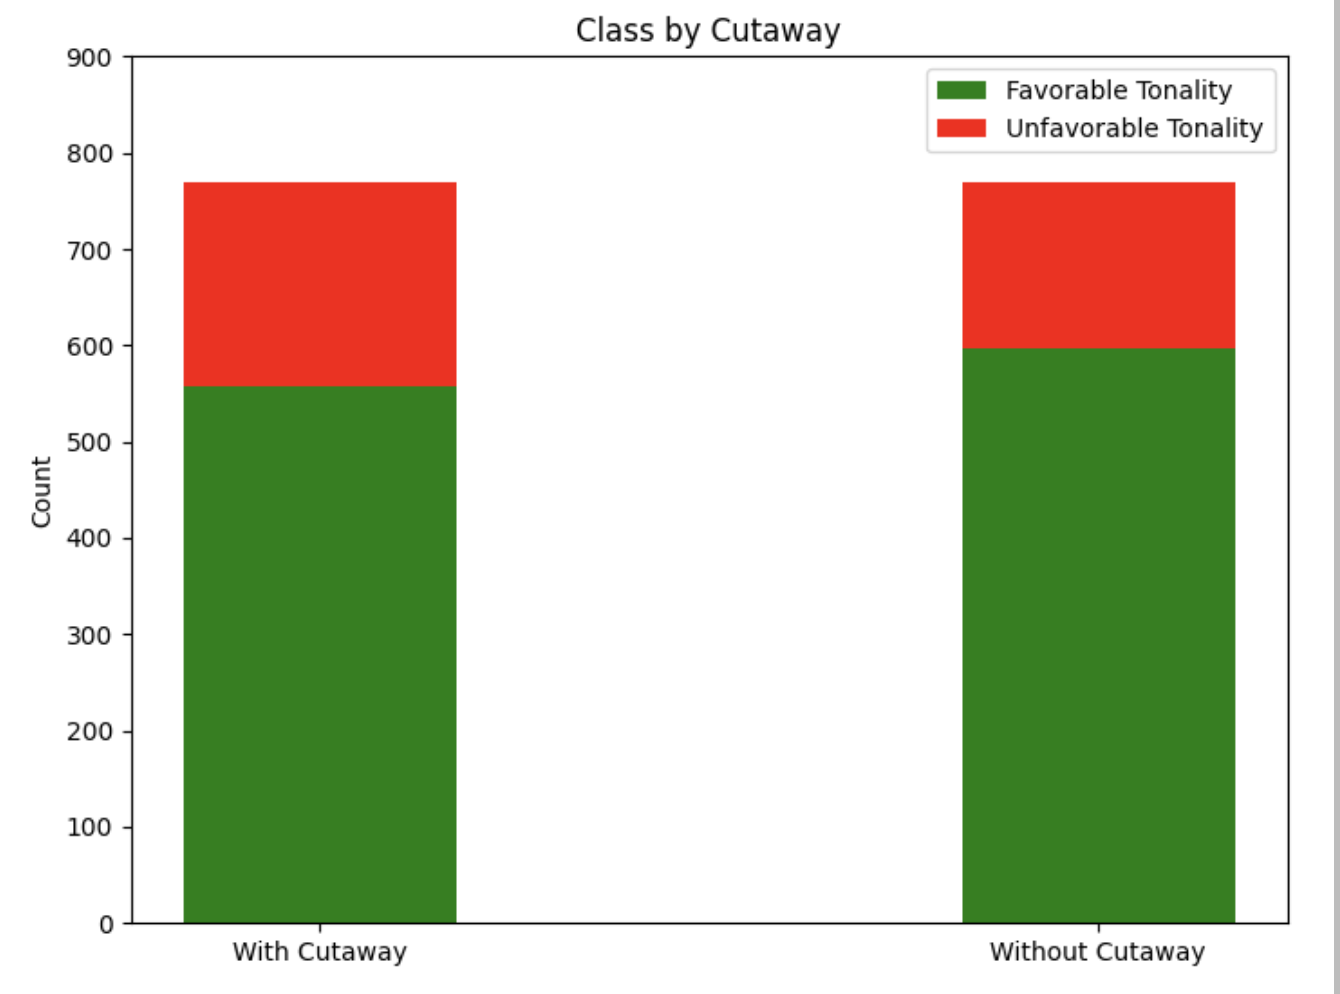 Class by Cutaway
Favorable Tonality
Unfavorable Tonality
900
800
700
600
500
400
300
200
100
0
Count
With Cutaway
Without Cutaway